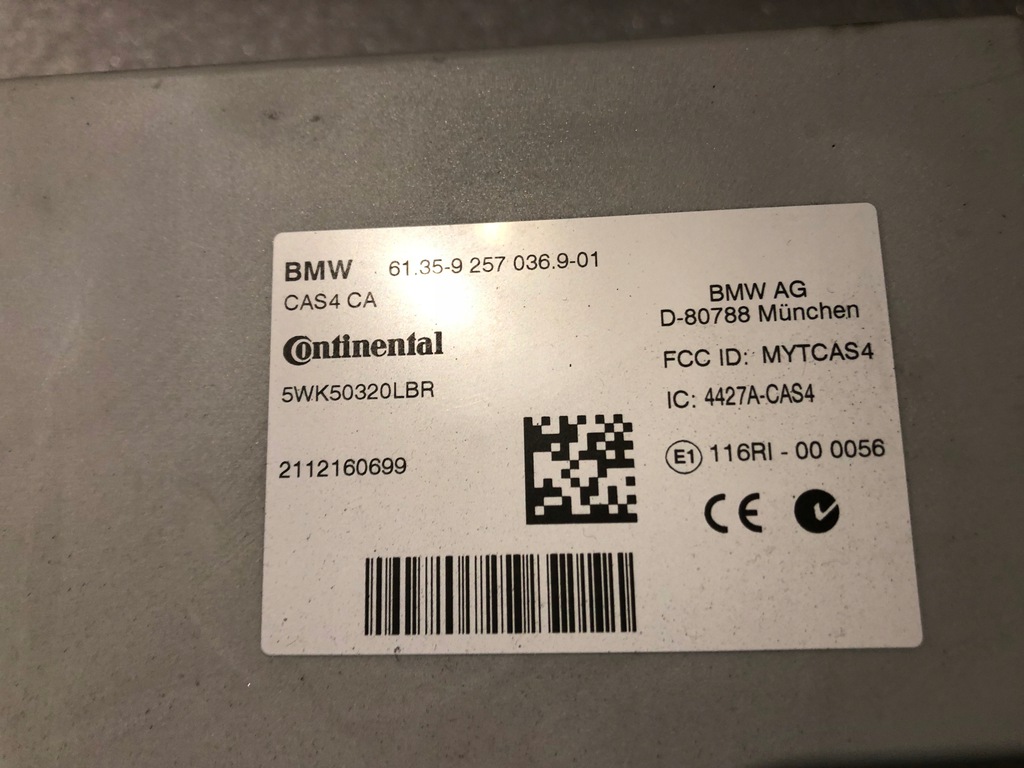 BMW 61.35-9 257 036.9-01
CAS4 CA
Continental
5WK50320LBR
2112160699
BMW AG
D-80788 München
FCC ID: MYTCAS4
IC: 4427A-CAS4
E1 116RI - 00 0056
CE